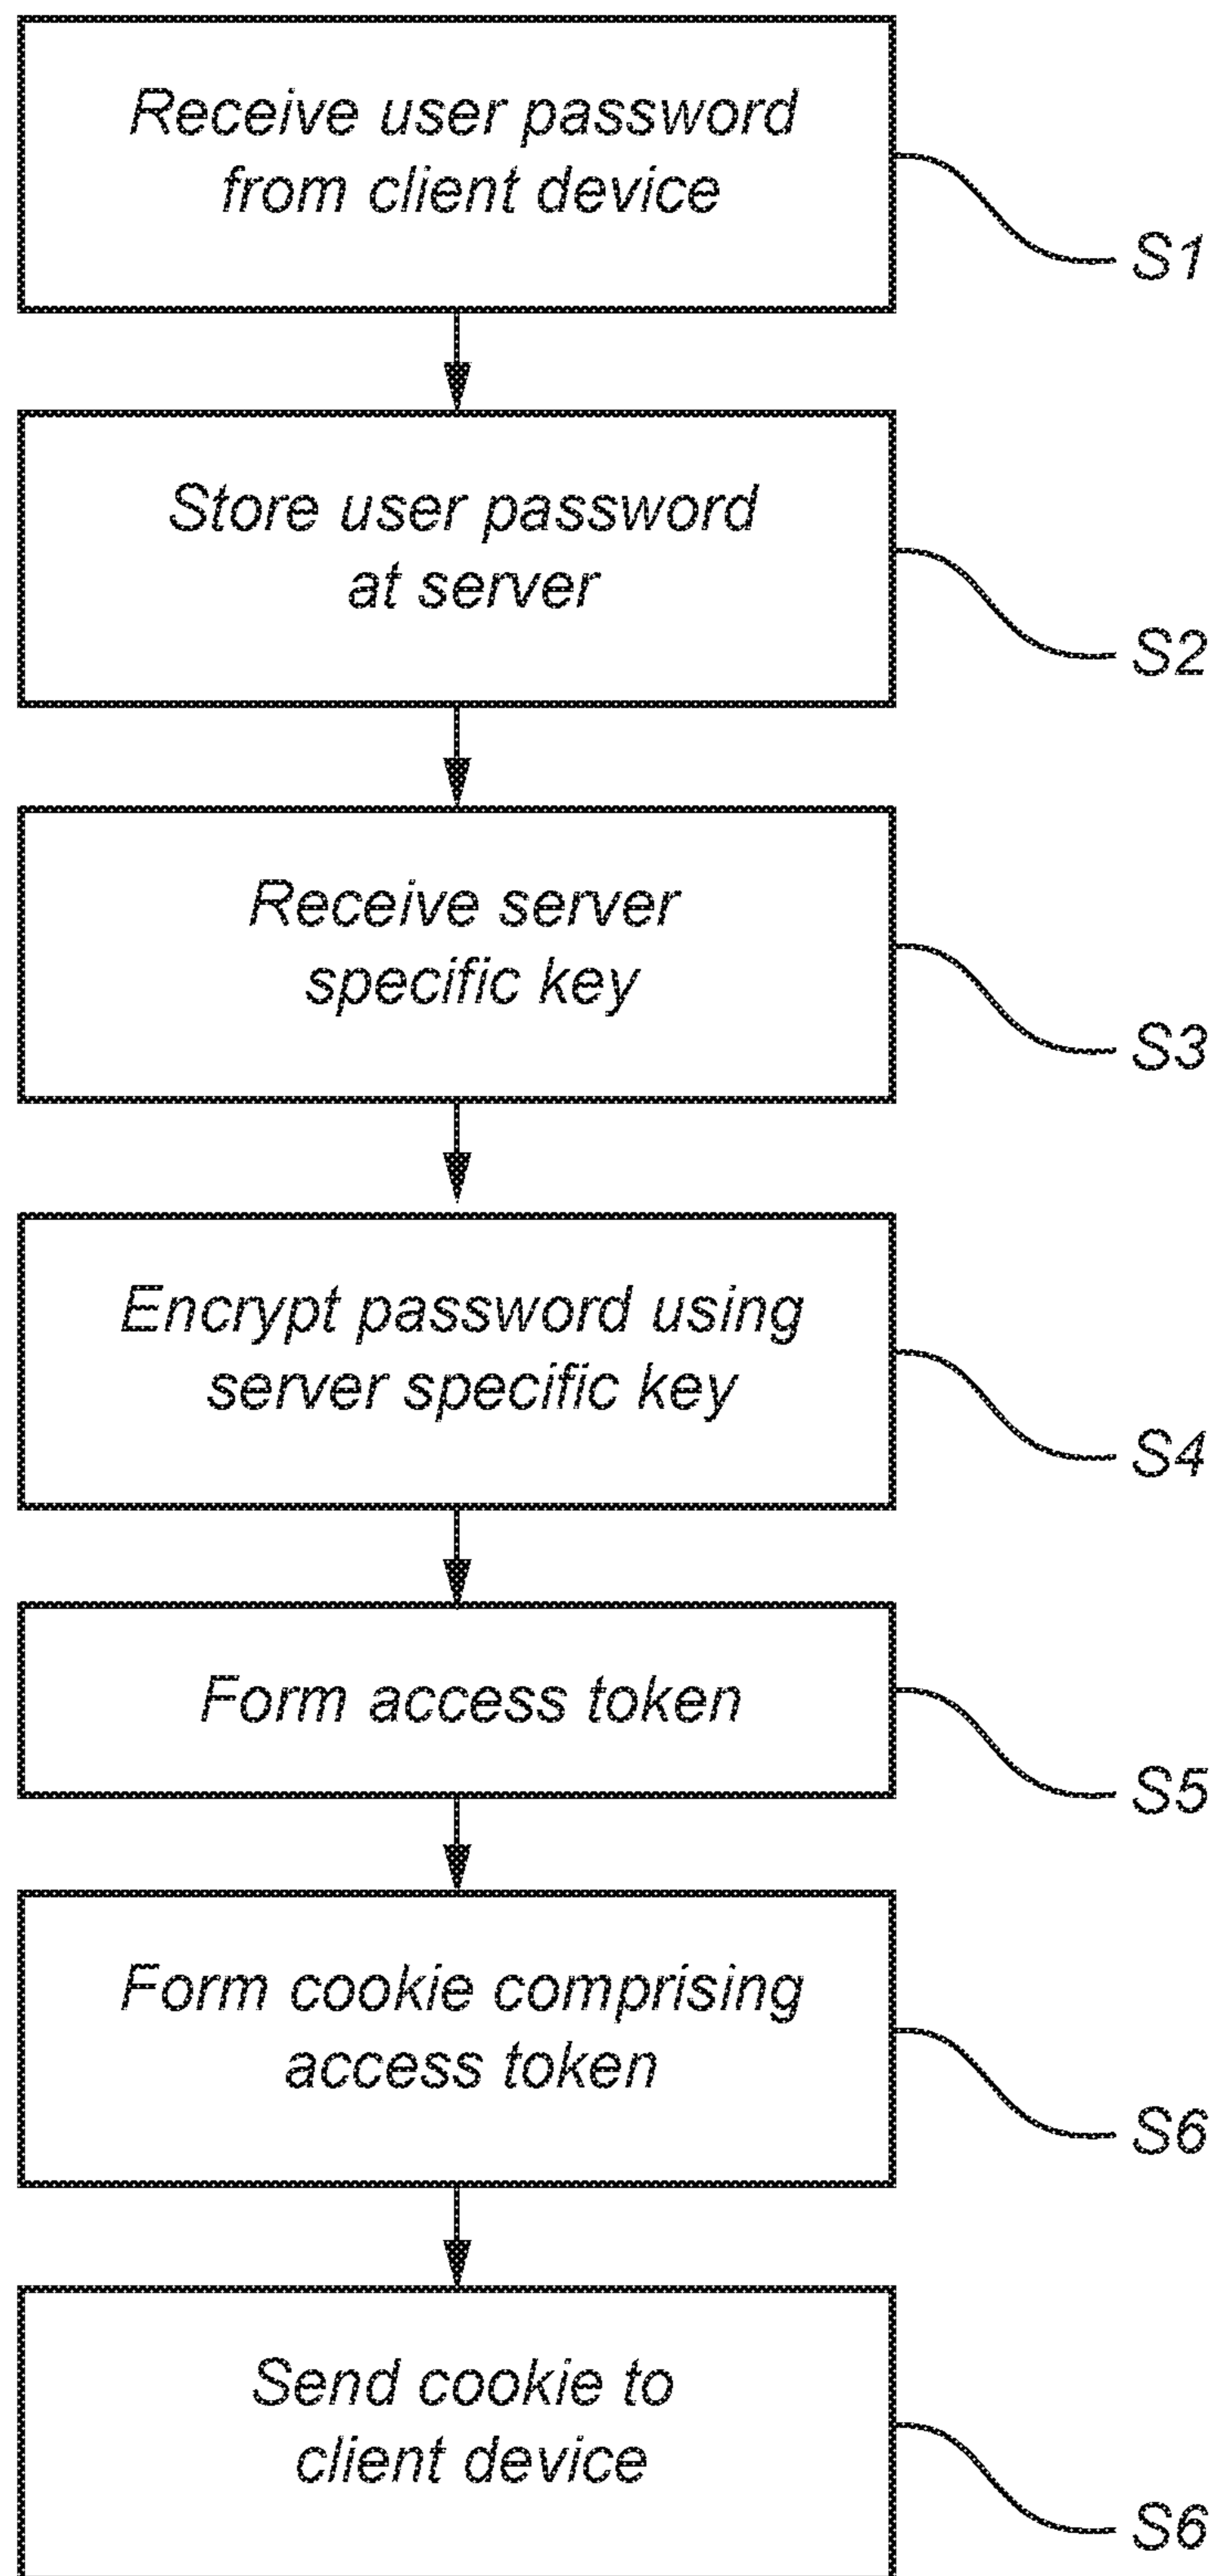 Receive user password
from client device
S1
Store user password
at server
S2
Receive server
specific key
S3
Encrypt password using
server specific key
S4
Form access token
S5
Form cookie comprising
access token
S6
Send cookie to
client device
S6